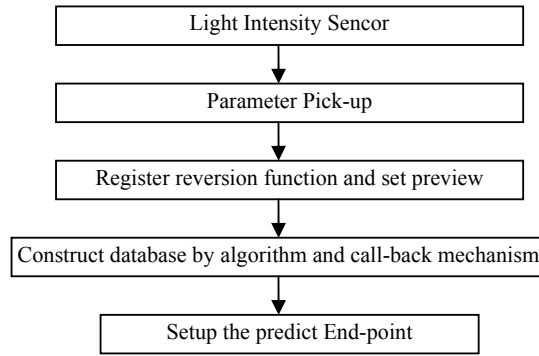 Light Intensity Sencor
Parameter Pick-up
Register reversion function and set preview
Construct database by algorithm and call-back mechanism
Setup the predict End-point